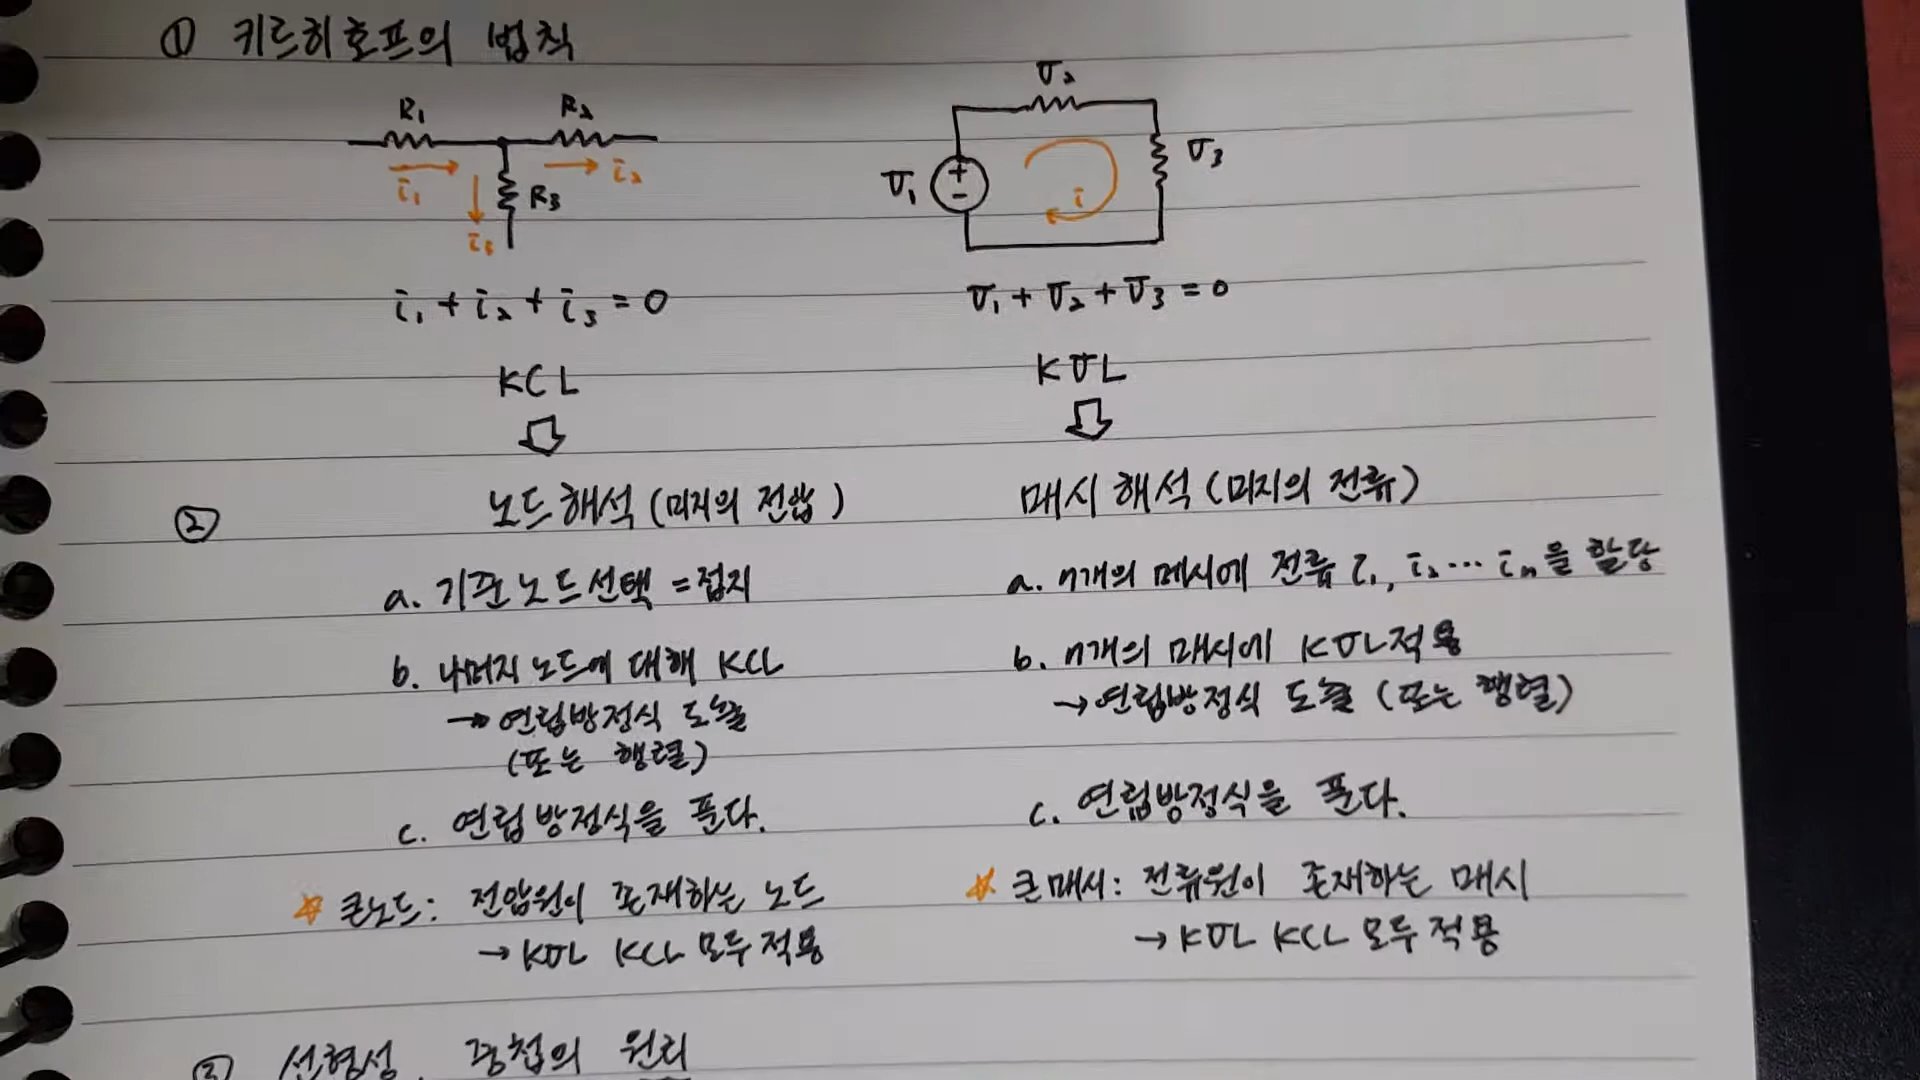 ① 키르히호프의 법칙
R₁ R₂
i₁ i₂
R₃
i₃
v₂
v₁ + - v₃
i
i₁ + i₂ + i₃ = 0
v₁ + v₂ + v₃ = 0
KCL
KVL
② 노드 해석 (미지의 전압)
a. 기준노드선택 = 접지
b. 나머지 노드에 대해 KCL
→ 연립방정식 도출
(또는 행렬)
c. 연립방정식을 푼다.
☆ 큰노드: 전압원이 존재하는 노드
→ KVL KCL 모두적용
매시 해석 (미지의 전류)
a. n개의 메시에 전류 i₁, i₂ ··· iₙ을 할당
b. n개의 매시에 KVL적용
→ 연립방정식 도출 (또는 행렬)
c. 연립방정식을 푼다.
☆ 큰매시: 전류원이 존재하는 매시
→ KVL KCL 모두적용
③ 선형성, 중첩의 원리